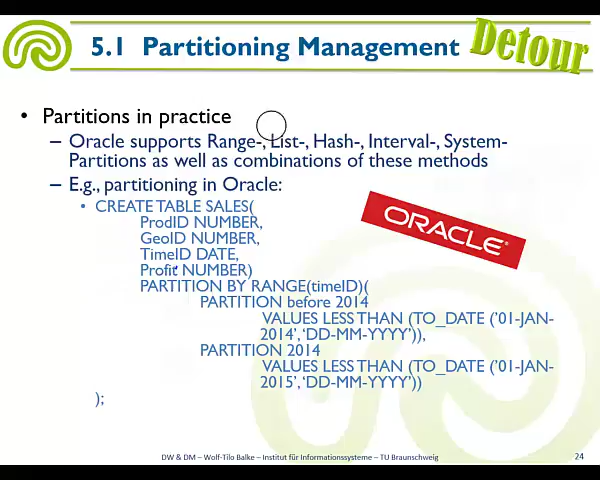 5.1 Partitioning Management
Detour
• Partitions in practice
– Oracle supports Range-, List-, Hash-, Interval-, System-
Partitions as well as combinations of these methods
– E.g., partitioning in Oracle:
• CREATE TABLE SALES(
ProdID NUMBER,
GeoID NUMBER,
TimeID DATE,
Profit NUMBER)
PARTITION BY RANGE(timeID)(
PARTITION before 2014
VALUES LESS THAN (TO_DATE ('01-JAN-
2014', 'DD-MM-YYYY')),
PARTITION 2014
VALUES LESS THAN (TO_DATE ('01-JAN-
2015', 'DD-MM-YYYY'))
);
ORACLE®
DW & DM – Wolf-Tilo Balke – Institut für Informationssysteme – TU Braunschweig
24